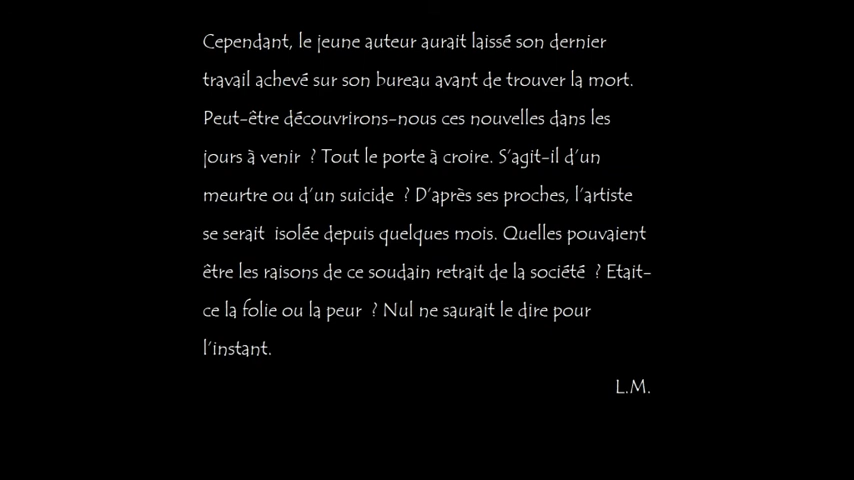 Cependant, le jeune auteur aurait laissé son dernier
travail achevé sur son bureau avant de trouver la mort.
Peut-être découvrirons-nous ces nouvelles dans les
jours à venir  ? Tout le porte à croire. S'agit-il d'un
meurtre ou d'un suicide  ? D'après ses proches, l'artiste
se serait  isolée depuis quelques mois. Quelles pouvaient
être les raisons de ce soudain retrait de la société  ? Etait-
ce la folie ou la peur  ? Nul ne saurait le dire pour
l'instant.
L.M.